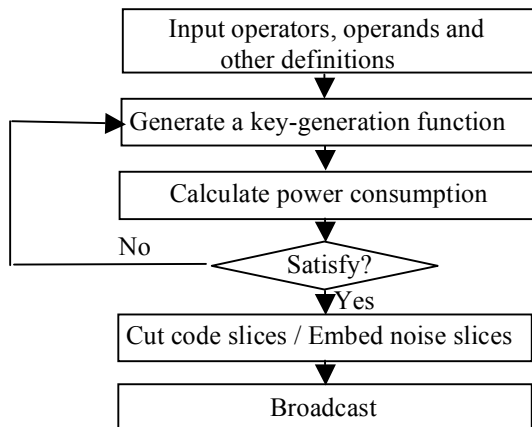 Input operators, operands and
other definitions
Generate a key-generation function
Calculate power consumption
No
Satisfy?
Yes
Cut code slices / Embed noise slices
Broadcast